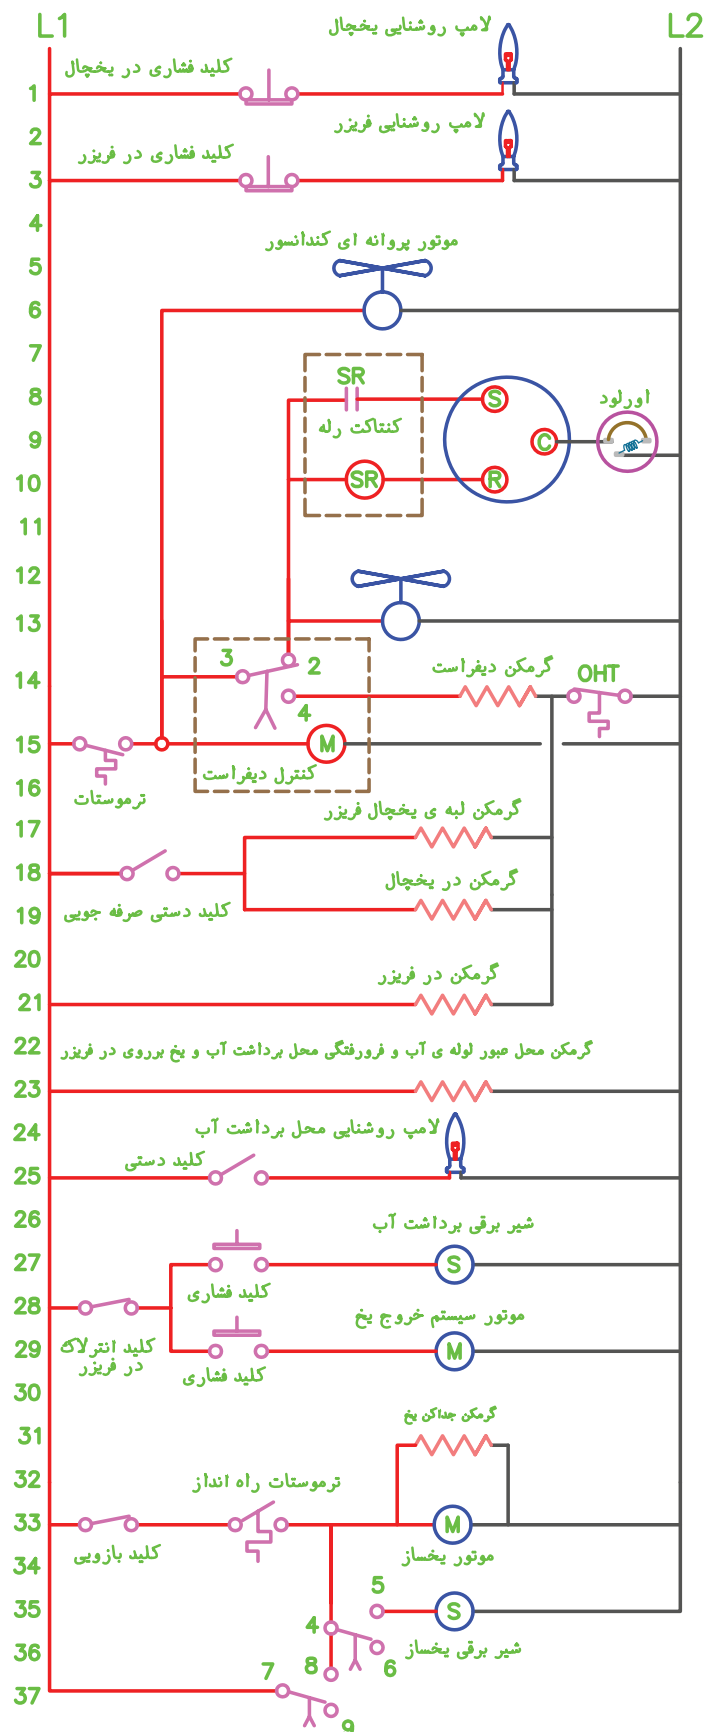 L1 L2
لامپ روشنایی یخچال
کلید فشاری در یخچال
1
لامپ روشنایی فریزر
2
کلید فشاری در فریزر
3
4
موتور پروانه ای کندانسور
5
6
7
SR
8
S
اورلود
کنتاکت رله
9
C
10
SR
R
11
12
13
3
2
گرمکن دیفراست
OHT
14
4
15
M
کنترل دیفراست
16
ترموستات
گرمکن لبه ی یخچال فریزر
17
18
گرمکن در یخچال
19
کلید دستی صرفه جویی
20
گرمکن در فریزر
21
22
گرمکن محل صبور لوله ی آب و فرورفتگی محل برداشت آب و یخ برروی در فریزر
23
24
لامپ روشنایی محل برداشت آب
کلید دستی
25
26
شیر برقی برداشت آب
27
S
کلید فشاری
28
موتور سیستم خروج یخ
کلید انترلاک
در فریزر
29
M
کلید فشاری
30
گرمکن جداکن یخ
31
32
ترموستات راه انداز
33
M
کلید بازویی
موتور یخساز
34
5
35
S
4
شیر برقی یخساز
36
8
6
7
37
9